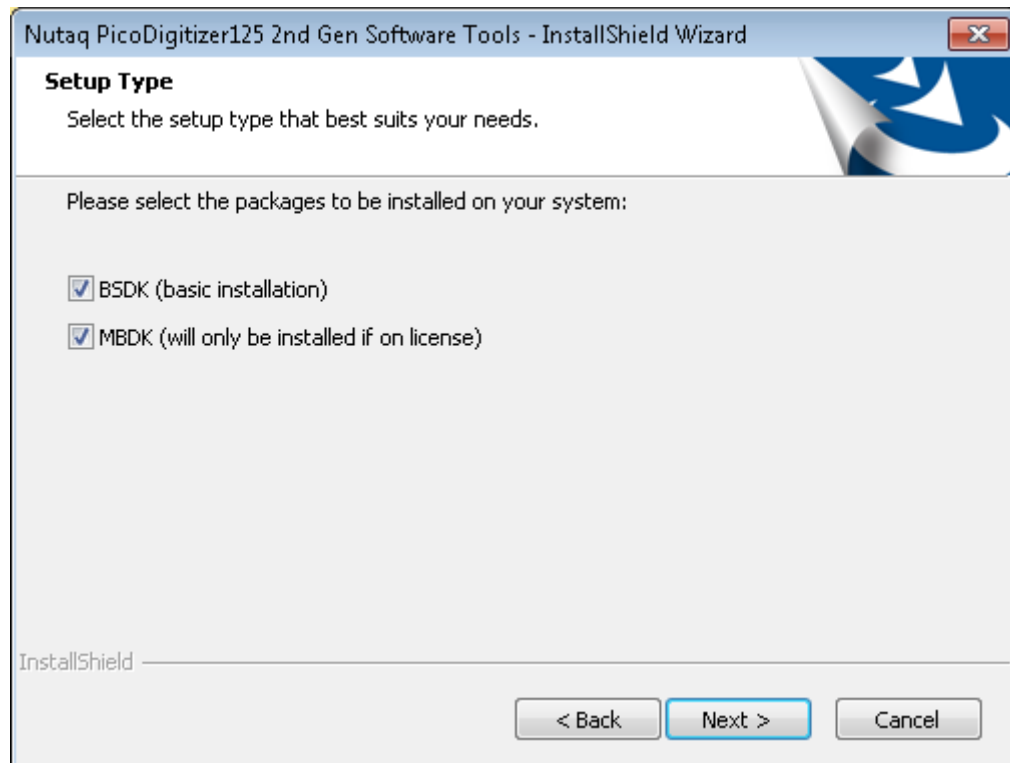 Nutaq PicoDigitizer125 2nd Gen Software Tools - InstallShield Wizard
Setup Type
Select the setup type that best suits your needs.
Please select the packages to be installed on your system:
BSDK (basic installation)
MBDK (will only be installed if on license)
InstallShield
< Back
Next >
Cancel